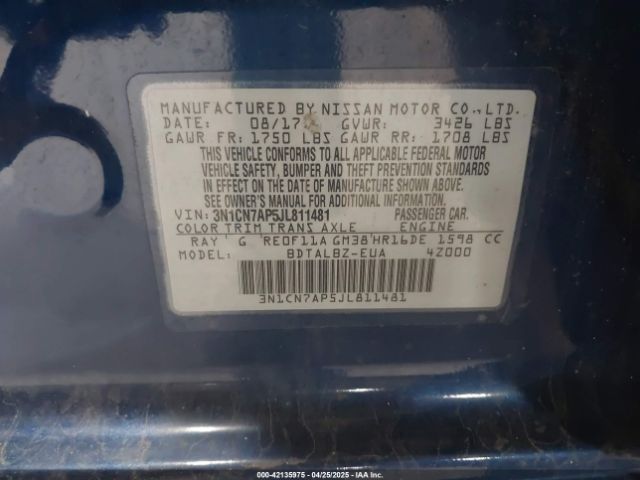 MANUFACTURED BY NISSAN MOTOR CO.,LTD.
DATE: 08/17 GVWR: 3426 LBS
GAWR FR: 1750 LBS GAWR RR: 1708 LBS
THIS VEHICLE CONFORMS TO ALL APPLICABLE FEDERAL MOTOR
VEHICLE SAFETY, BUMPER AND THEFT PREVENTION STANDARDS
IN EFFECT ON THE DATE OF MANUFACTURE SHOWN ABOVE.
SEE OWNER'S MANUAL FOR ADDITIONAL INFORMATION.
VIN: 3N1CN7AP5JL811481 PASSENGER CAR.
COLOR TRIM TRANS AXLE ENGINE
RAY G RE0F11A GM38 HR16DE 1598 CC
MODEL: BDTALBZ-EUA 4Z000
3N1CN7AP5JL811481
000-42135975 - 04/25/2025 - IAA Inc.